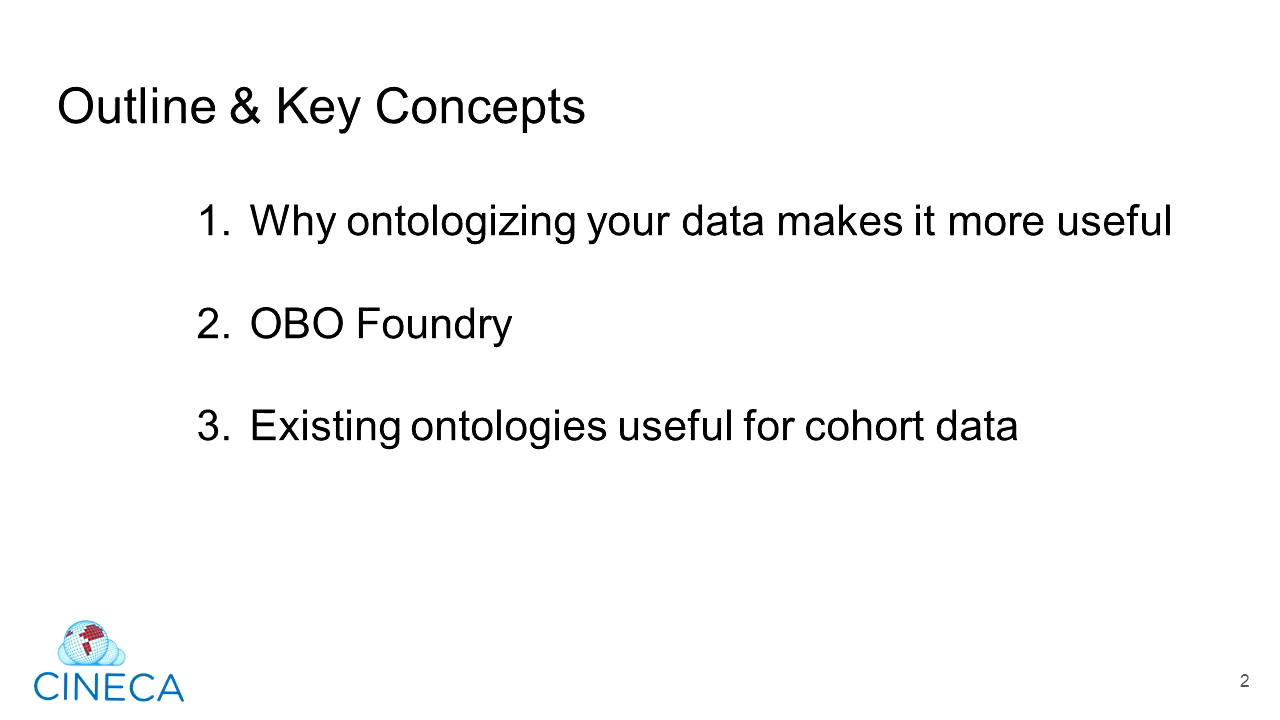 Outline & Key Concepts
1. Why ontologizing your data makes it more useful
2. OBO Foundry
3. Existing ontologies useful for cohort data
CINECA
2